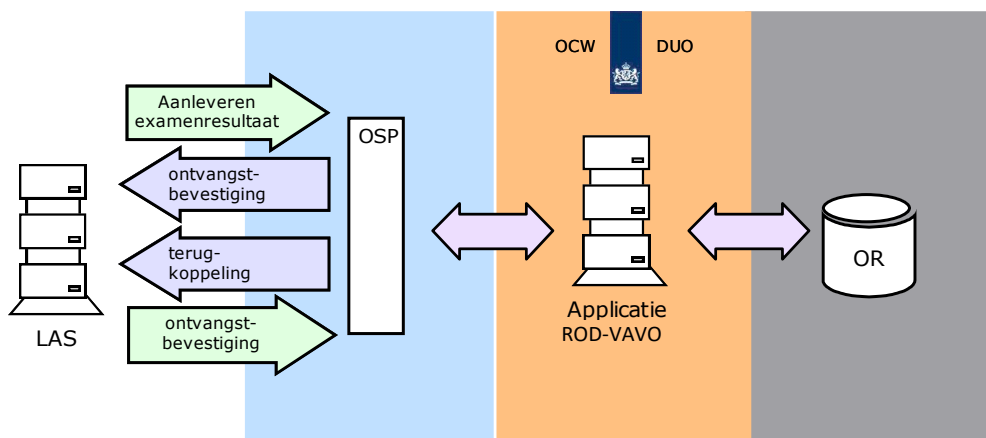 OCW
DUO
Aanleveren
examenresultaat
OSP
ontvangst-
bevestiging
terug-
koppeling
ontvangst-
bevestiging
LAS
Applicatie
ROD-VAVO
OR